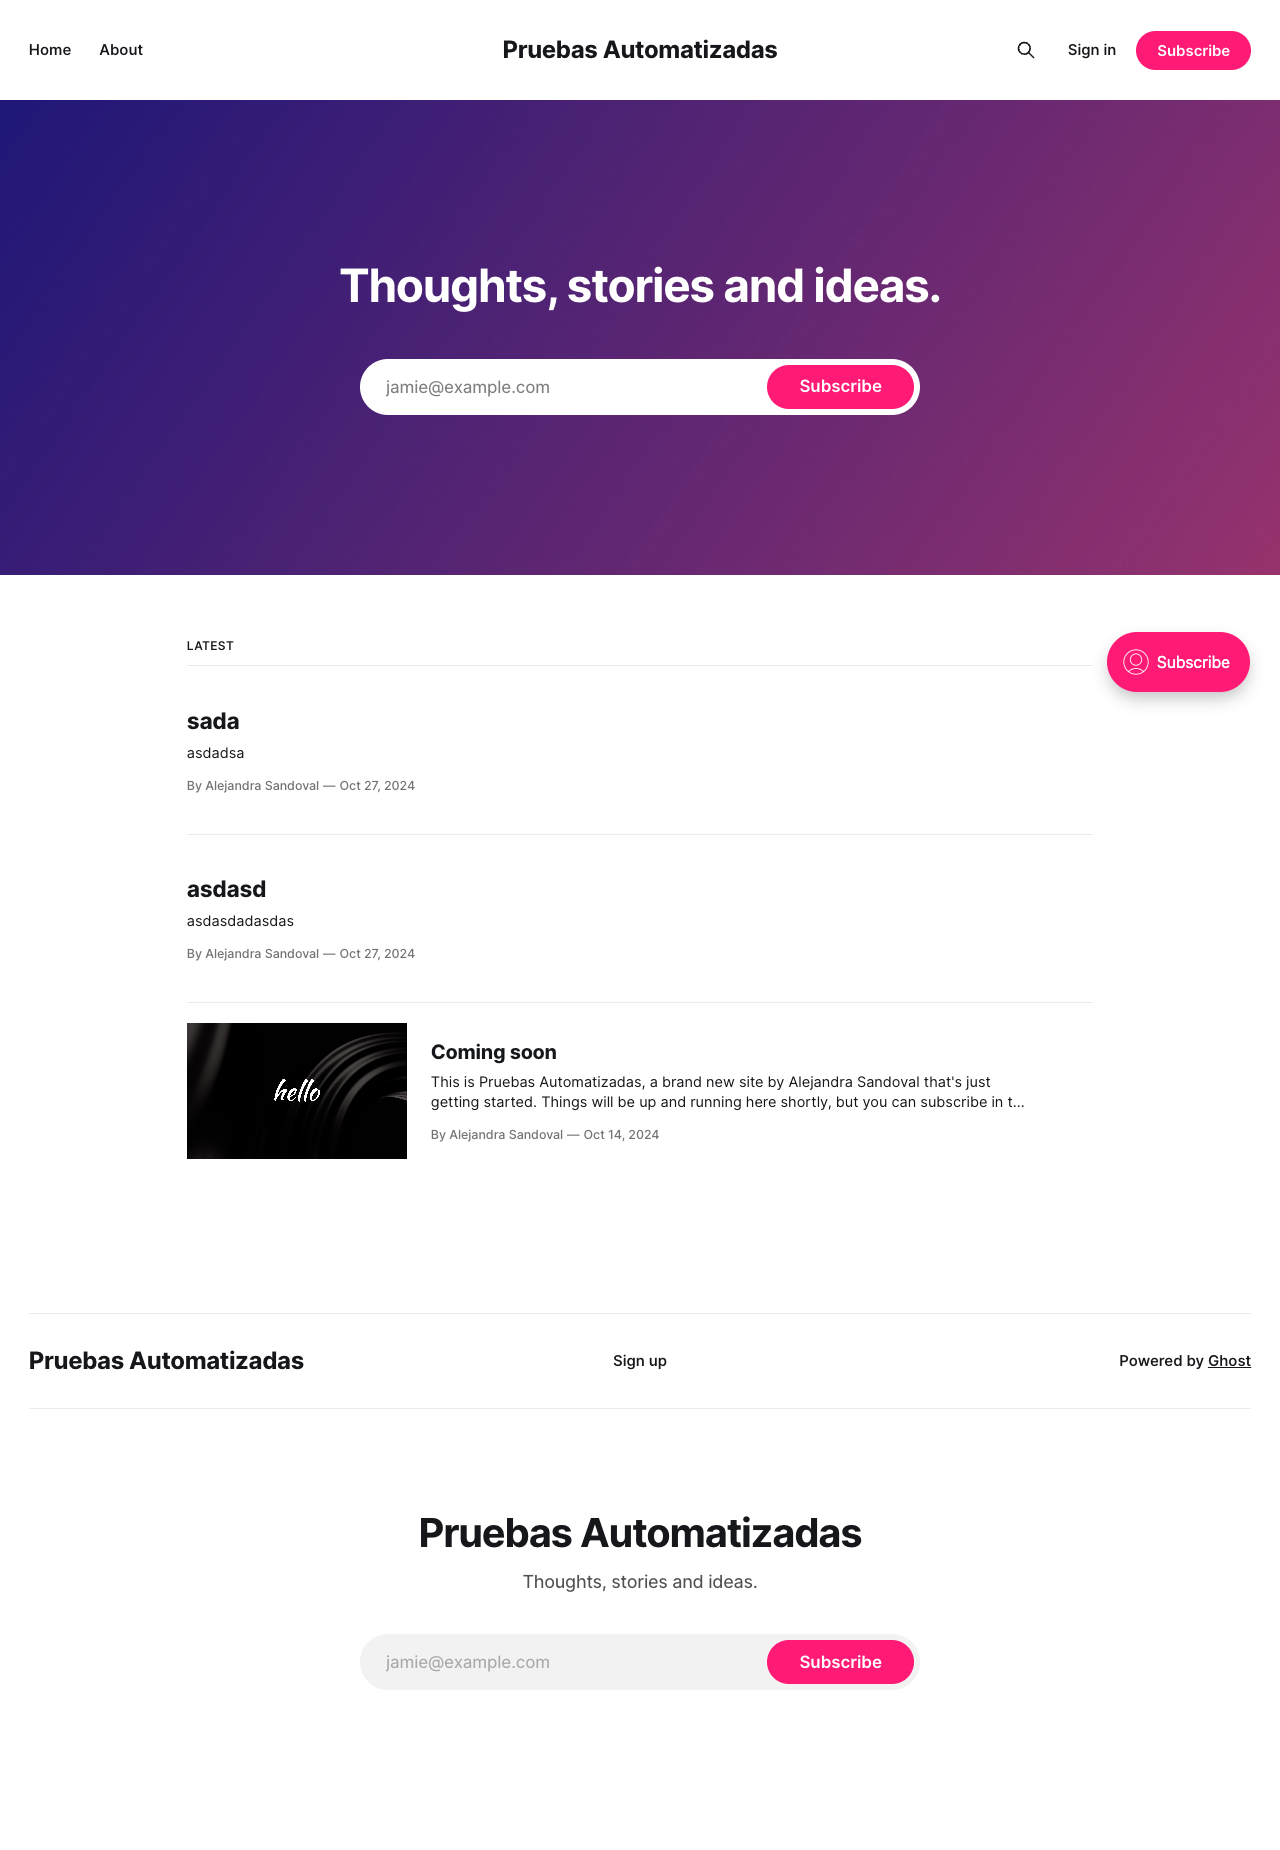 Home
About
Pruebas Automatizadas
Sign in
Subscribe
Thoughts, stories and ideas.
jamie@example.com
Subscribe
LATEST
Subscribe
sada
asdadsa
By Alejandra Sandoval — Oct 27, 2024
asdasd
asdasdadasdas
By Alejandra Sandoval — Oct 27, 2024
hello
Coming soon
This is Pruebas Automatizadas, a brand new site by Alejandra Sandoval that's just
getting started. Things will be up and running here shortly, but you can subscribe in t…
By Alejandra Sandoval — Oct 14, 2024
Pruebas Automatizadas
Sign up
Powered by Ghost
Pruebas Automatizadas
Thoughts, stories and ideas.
jamie@example.com
Subscribe